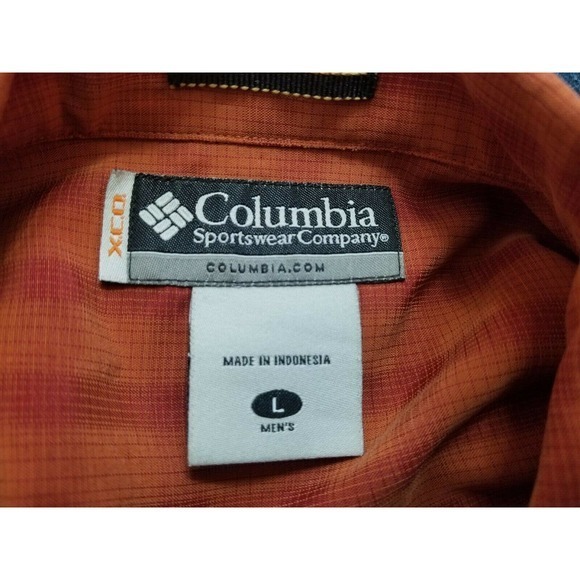 XCO
Columbia
Sportswear Company®
COLUMBIA.COM
MADE IN INDONESIA
L
MEN'S